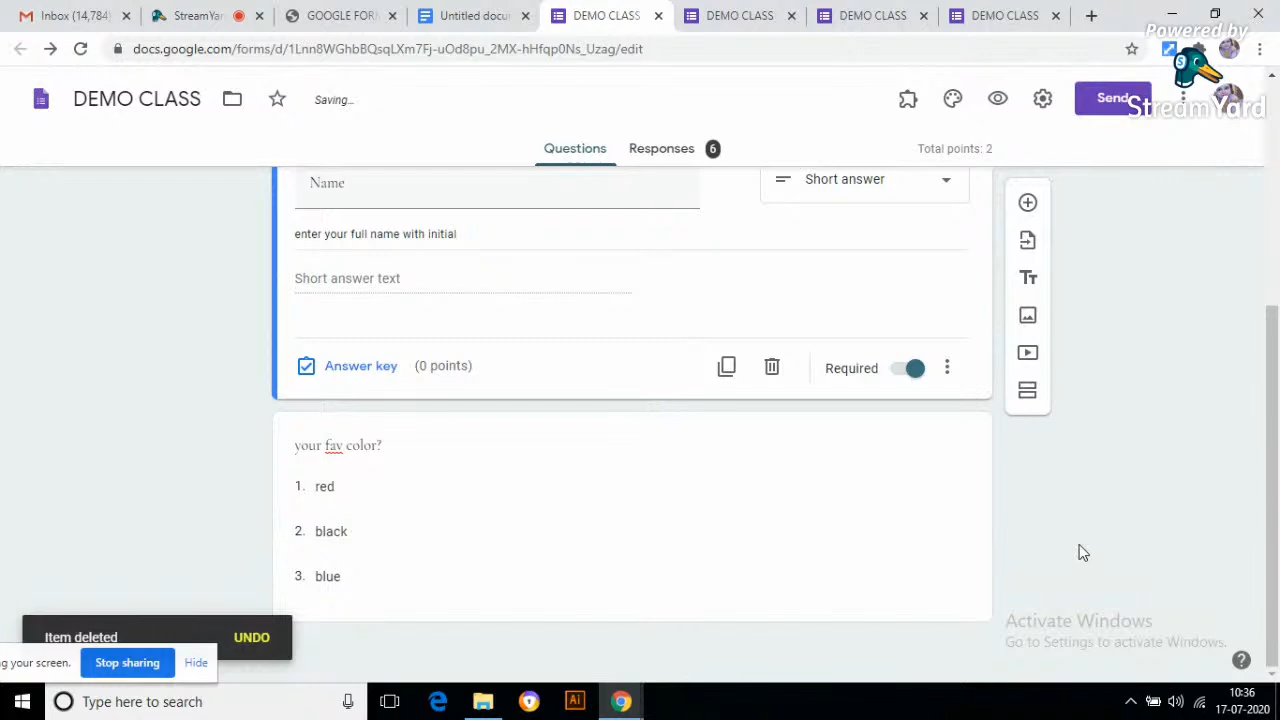 Inbox (14,784)
StreamYar
GOOGLE FOR
Untitled docu
DEMO CLASS
DEMO CLASS
DEMO CLASS
DEMO CLASS
Powered by
docs.google.com/forms/d/1Lnn8WGhbBQsqLXm7Fj-uOd8pu_2MX-hHfqp0Ns_Uzag/edit
DEMO CLASS
Saving...
Send
StreamYard
Questions
Responses 6
Total points: 2
Name
Short answer
enter your full name with initial
Short answer text
Answer key (0 points)
Required
your fav color?
1. red
2. black
3. blue
Item deleted UNDO
g your screen. Stop sharing Hide
Activate Windows
Go to Settings to activate Windows.
Type here to search
Ai
10:36
17-07-2020